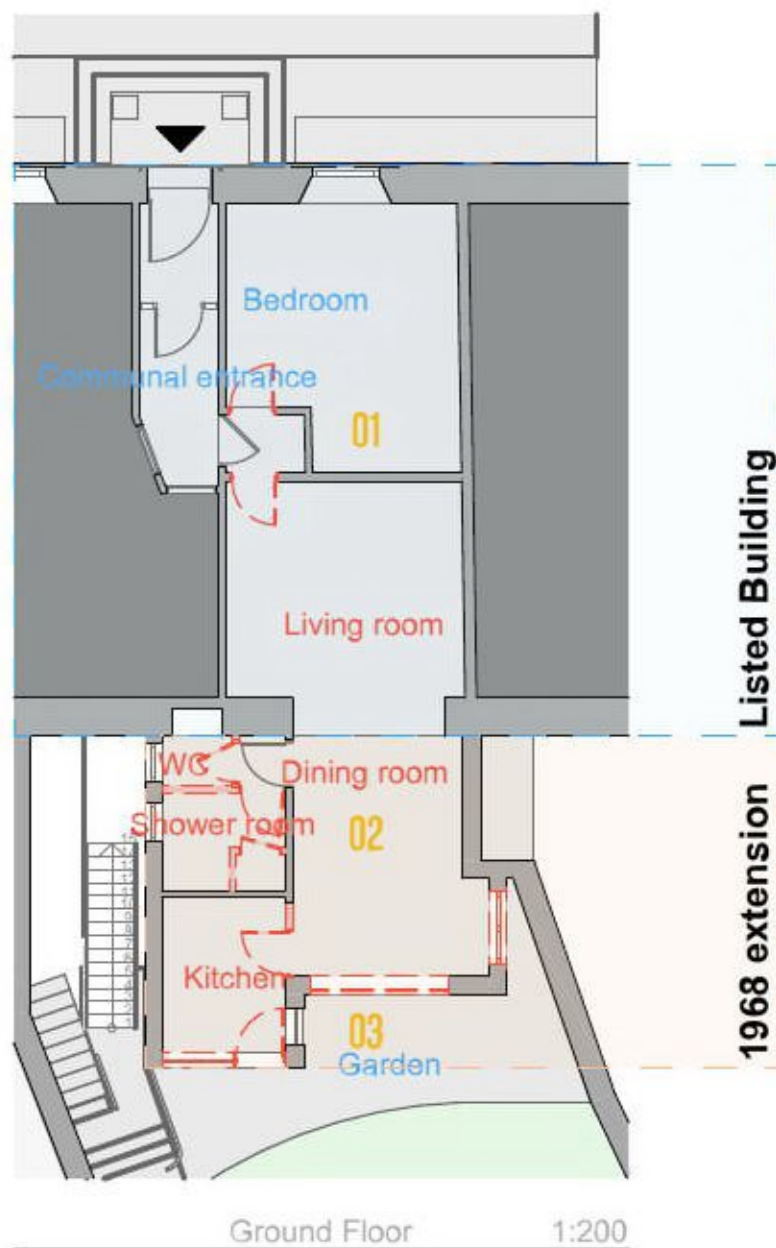 Bedroom
Communal entrance
01
Listed Building
Living room
WC
Dining room
Shower room
02
1968 extension
Kitchen
03
Garden
Ground Floor 1:200